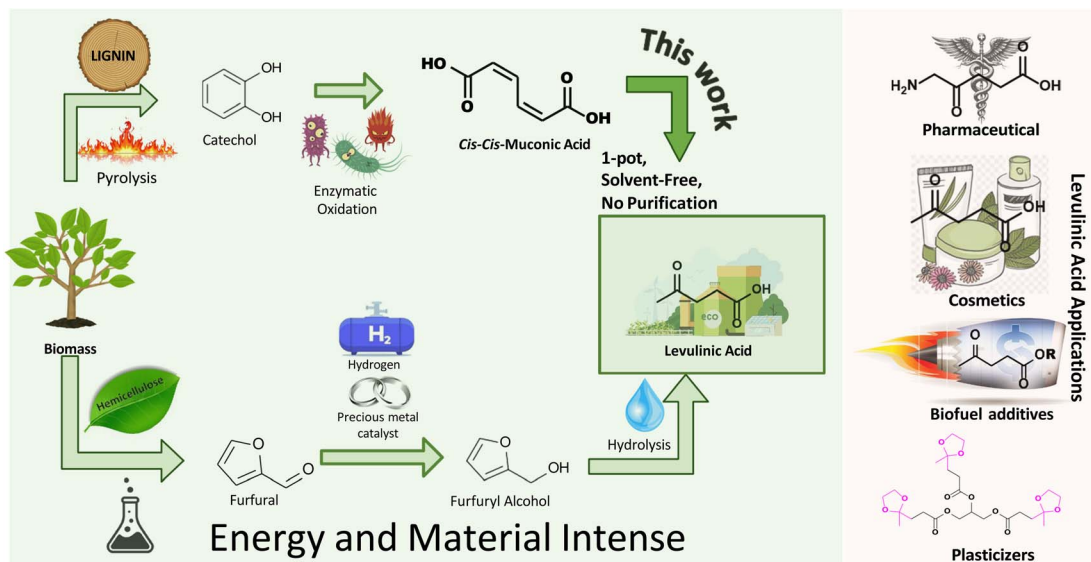 LIGNIN
Pyrolysis
OH
OH
Catechol
Enzymatic
Oxidation
HO
O
O
OH
Cis-Cis-Muconic Acid
This work
1-pot,
Solvent-Free,
No Purification
O
OH
O
eco
Levulinic Acid
Biomass
Hemicellulose
O
O
Furfural
H2
Hydrogen
Precious metal
catalyst
O
OH
Furfuryl Alcohol
Hydrolysis
Energy and Material Intense
H2N
O
O
OH
Pharmaceutical
O
OH
O
Cosmetics
O
OR
O
Biofuel additives
O
O
O
O
O
O
O
O
O
O
O
O
Plasticizers
Levulinic Acid Applications